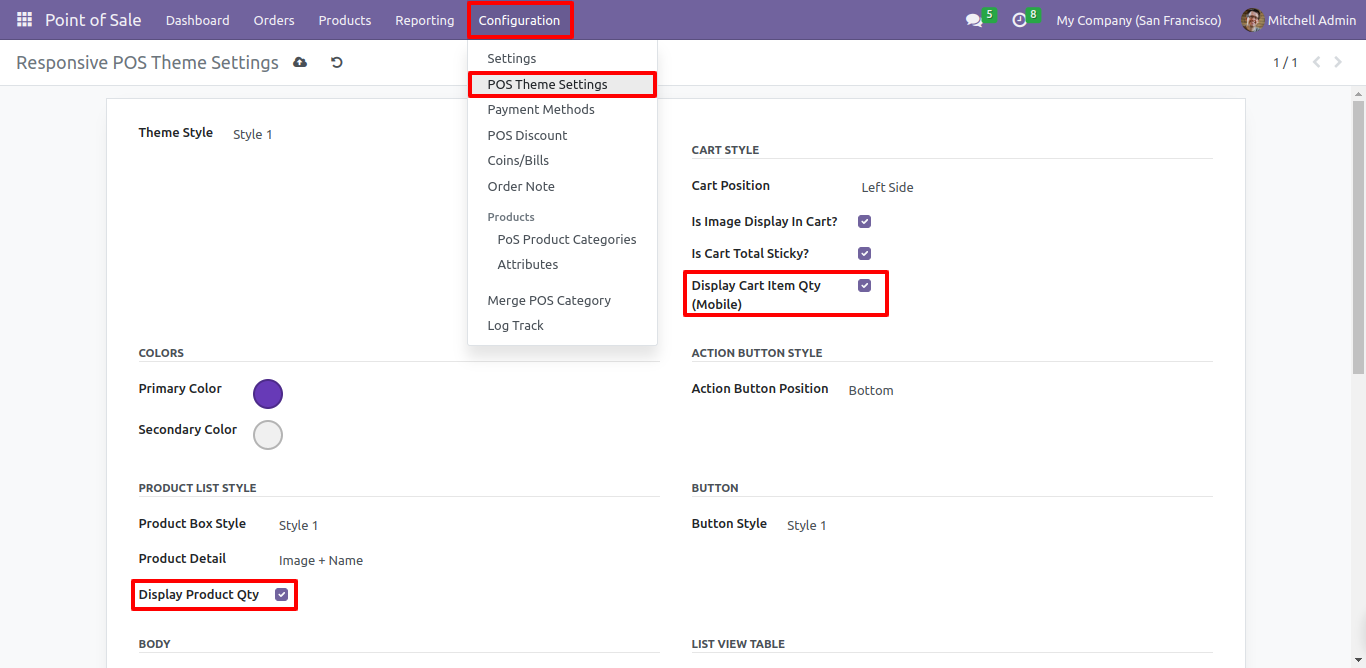 Point of Sale Dashboard Orders Products Reporting Configuration 5 8 My Company (San Francisco) Mitchell Admin
Responsive POS Theme Settings 1 / 1
Settings
POS Theme Settings
Payment Methods
POS Discount
Coins/Bills
Order Note
Products
PoS Product Categories
Attributes
Merge POS Category
Log Track
Theme Style Style 1
CART STYLE
Cart Position Left Side
Is Image Display In Cart?
Is Cart Total Sticky?
Display Cart Item Qty
(Mobile)
COLORS
Primary Color
Secondary Color
ACTION BUTTON STYLE
Action Button Position Bottom
PRODUCT LIST STYLE
Product Box Style Style 1
Product Detail Image + Name
Display Product Qty
BUTTON
Button Style Style 1
BODY
LIST VIEW TABLE